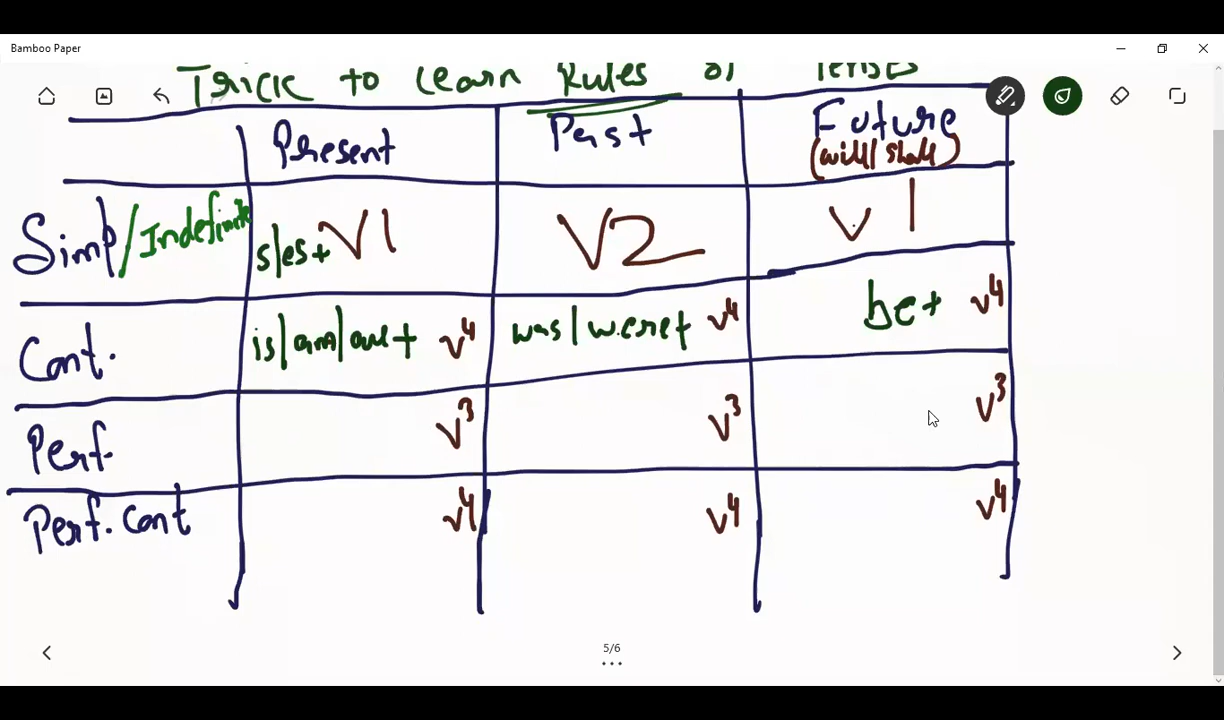 Bamboo Paper
Trick to Learn Rules of Tenses
Present Past Future
(will/shall)
Simp/Indefinite s/es+V1 V2 V1
Cont. is/am/are+ V4 was/were+ V4 be+ V4
Perf. V3 V3 V3
Perf. Cont V4 V4 V4
5/6